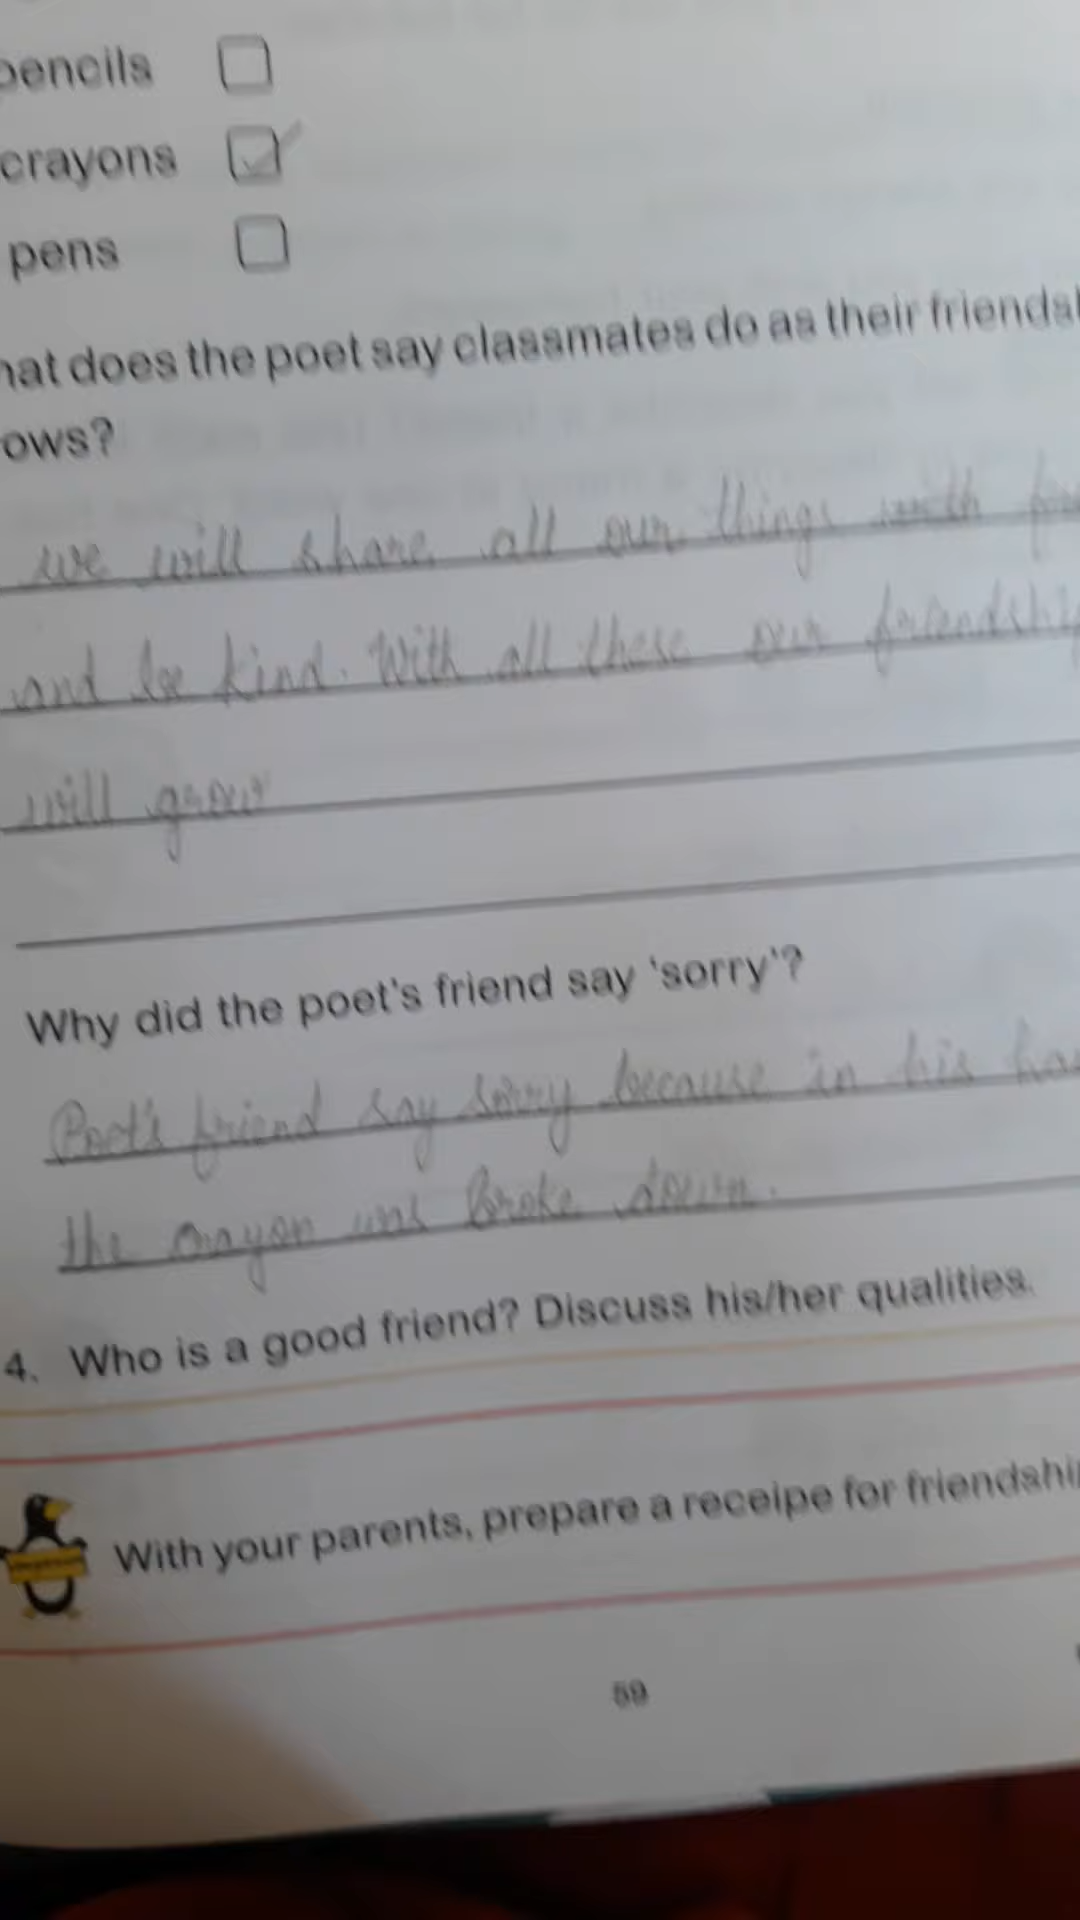 pencils
crayons
pens
hat does the poet say classmates do as their friendsh
ows?
we will share all our things with
and be kind. With all these our friendship
will grow
Why did the poet's friend say 'sorry'?
Poet's friend say sorry because in his ha
the crayon was broke down.
4. Who is a good friend? Discuss his/her qualities.
With your parents, prepare a receipe for friendshi
59